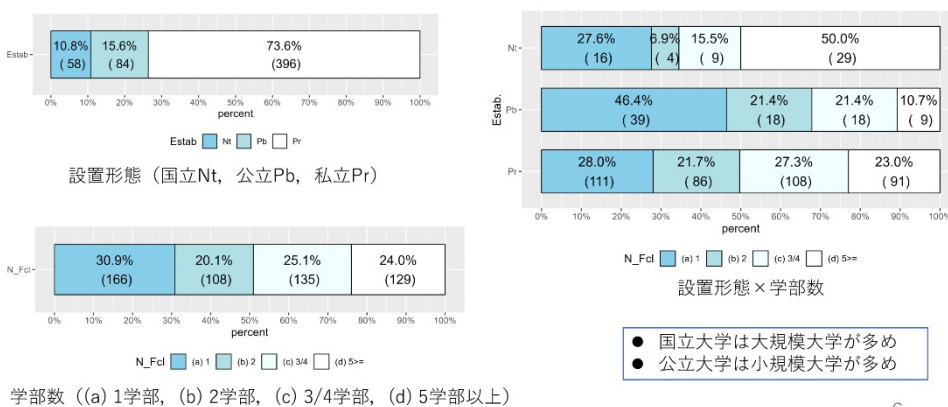 Estab
10.8% 15.6% 73.6%
( 58) ( 84) (396)
0% 10% 20% 30% 40% 50% 60% 70% 80% 90% 100%
percent
Estab Nt Pb Pr
設置形態（国立Nt，公立Pb，私立Pr）
N_Fcl
30.9% 20.1% 25.1% 24.0%
(166) (108) (135) (129)
0% 10% 20% 30% 40% 50% 60% 70% 80% 90% 100%
percent
N_Fcl (a) 1 (b) 2 (c) 3/4 (d) 5>=
学部数（(a) 1学部，(b) 2学部，(c) 3/4学部，(d) 5学部以上）
Estab.
Nt
27.6% 6.9% 15.5% 50.0%
( 16) ( 4) ( 9) ( 29)
Pb
46.4% 21.4% 21.4% 10.7%
( 39) ( 18) ( 18) ( 9)
Pr
28.0% 21.7% 27.3% 23.0%
(111) ( 86) (108) ( 91)
0% 10% 20% 30% 40% 50% 60% 70% 80% 90% 100%
percent
N_Fcl (a) 1 (b) 2 (c) 3/4 (d) 5>=
設置形態×学部数
● 国立大学は大規模大学が多め
● 公立大学は小規模大学が多め